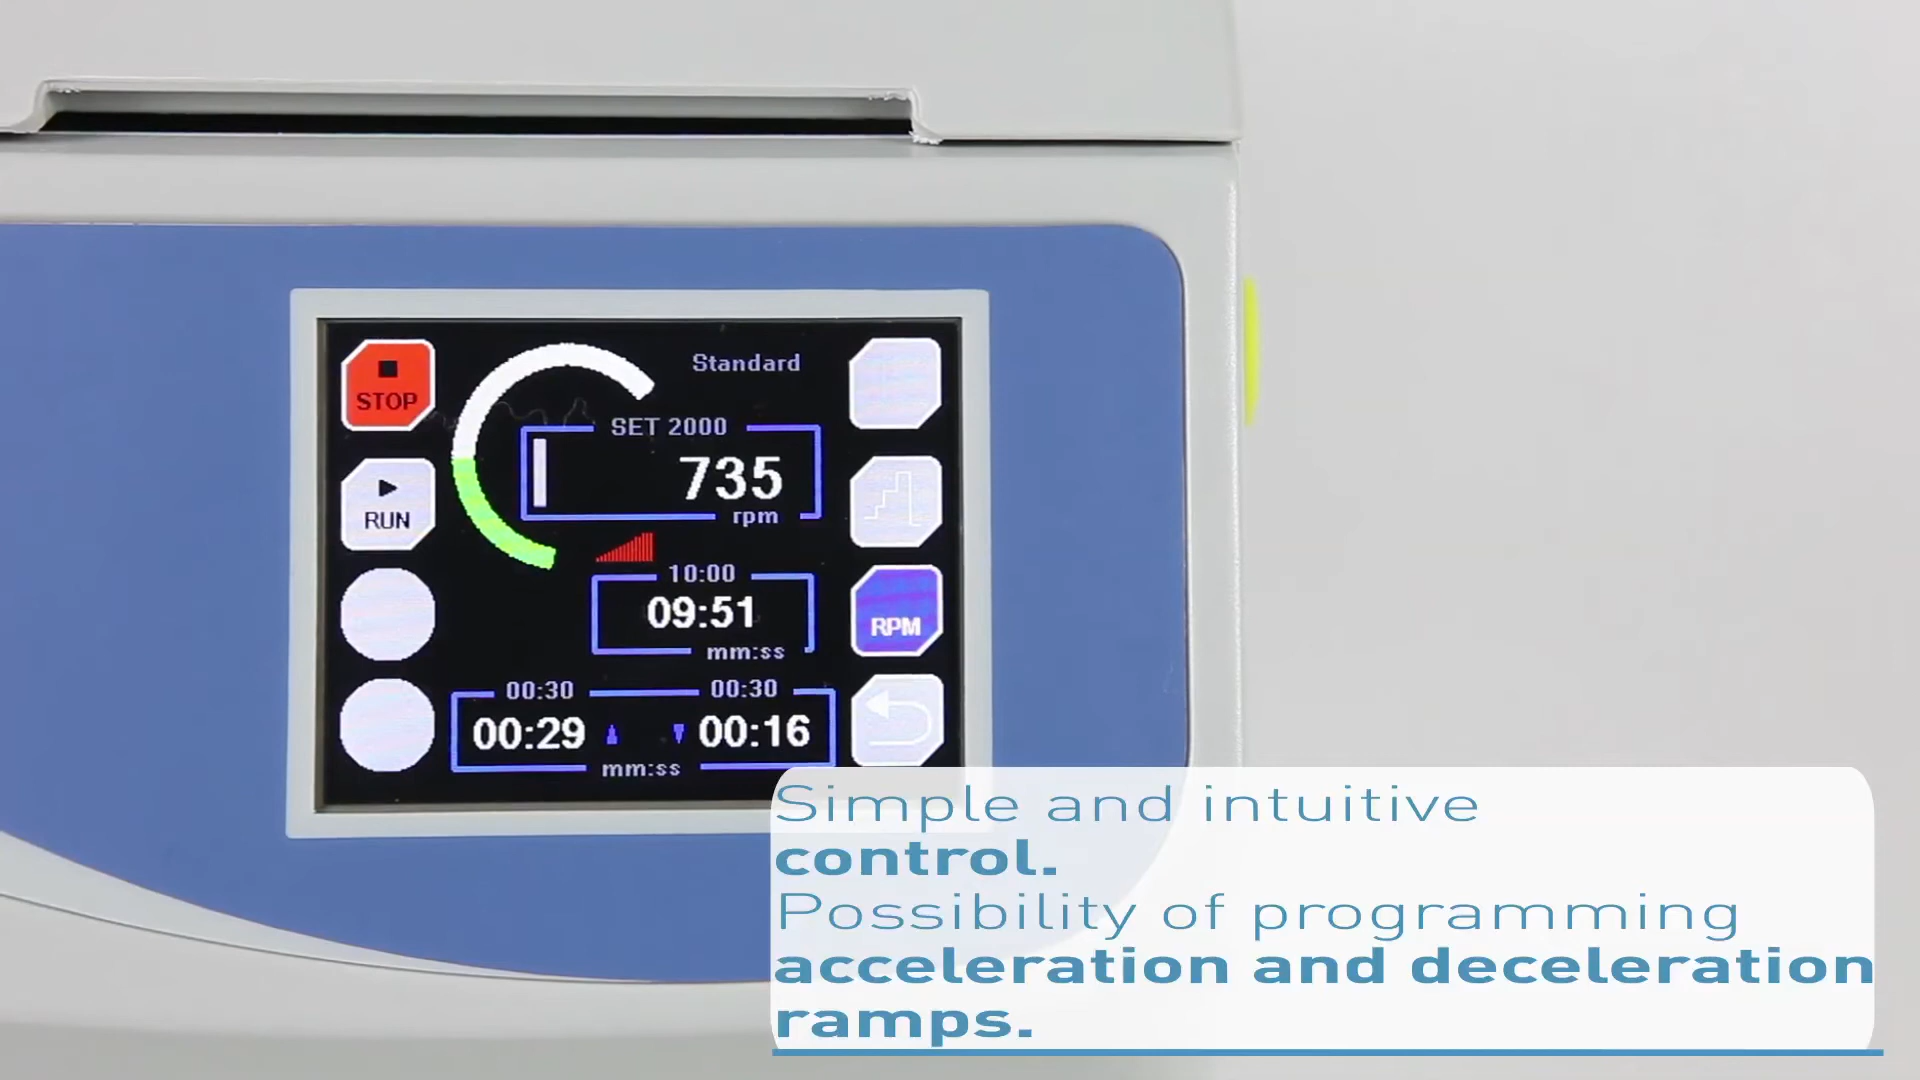 Standard
STOP
SET 2000
735
rpm
RUN
10:00
09:51
mm:ss
RPM
00:30 00:30
00:29 00:16
mm:ss
Simple and intuitive
control.
Possibility of programming
acceleration and deceleration
ramps.